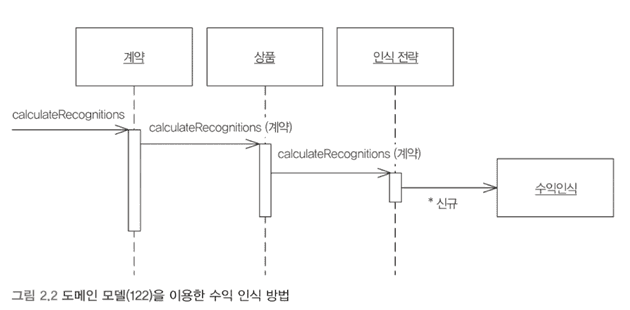 계약
상품
인식 전략
calculateRecognitions
calculateRecognitions (계약)
calculateRecognitions (계약)
* 신규
수익인식
그림 2.2 도메인 모델(122)을 이용한 수익 인식 방법